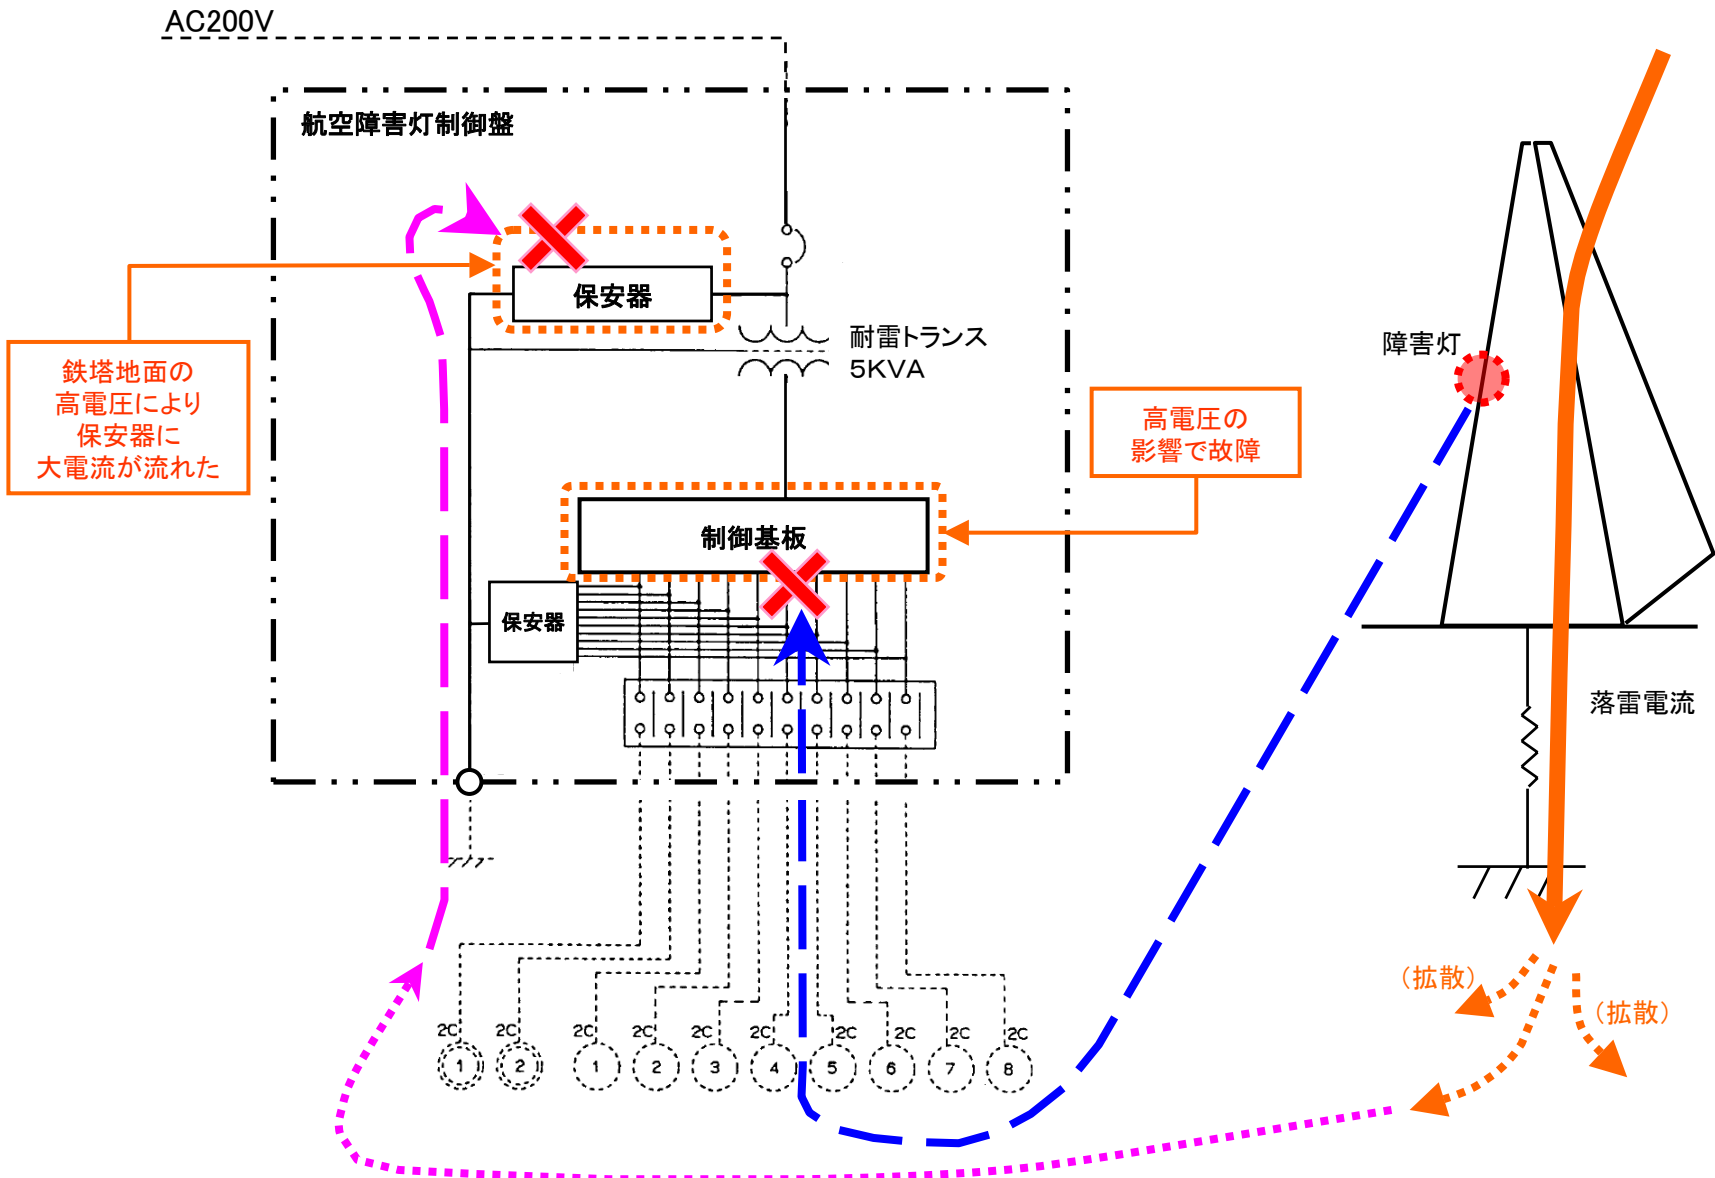 AC200V
航空障害灯制御盤
保安器
耐雷トランス
5KVA
鉄塔地面の
高電圧により
保安器に
大電流が流れた
障害灯
高電圧の
影響で故障
制御基板
保安器
落雷電流
(拡散)
(拡散)
2C 2C 2C 2C 2C 2C 2C 2C 2C 2C
1 2 1 2 3 4 5 6 7 8